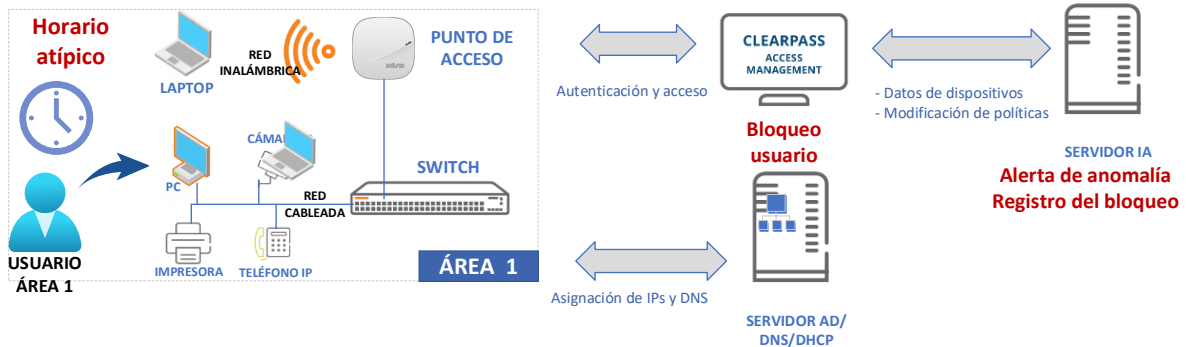 Horario
atípico
RED
INALÁMBRICA
LAPTOP
PUNTO DE
ACCESO
PC
SWITCH
RED
CABLEADA
IMPRESORA
TELÉFONO IP
USUARIO
ÁREA 1
ÁREA 1
Autenticación y acceso
CLEARPASS
ACCESS
MANAGEMENT
Bloqueo
usuario
- Datos de dispositivos
- Modificación de políticas
SERVIDOR IA
Alerta de anomalía
Registro del bloqueo
Asignación de IPs y DNS
SERVIDOR AD/
DNS/DHCP